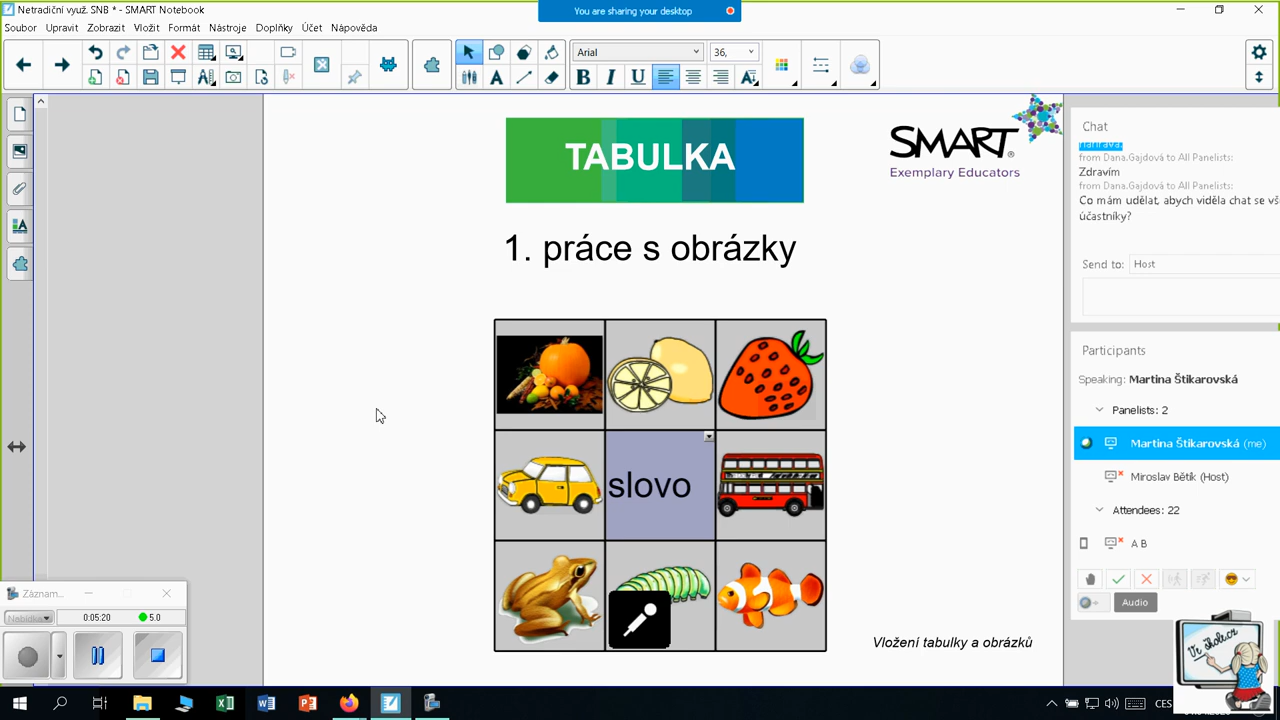 Netradiční využ. SNB * - SMART Notebook
You are sharing your desktop
Soubor Upravit Zobrazit Vložit Formát Nástroje Doplňky Účet Nápověda
Arial
36,
B I U
TABULKA
SMART®
Exemplary Educators
1. práce s obrázky
slovo
Vložení tabulky a obrázků
Chat
from Dana.Gajdová to All Panelists:
Zdravím
from Dana.Gajdová to All Panelists:
Co mám udělat, abych viděla chat se vš
účastníky?
Send to: Host
Participants
Speaking: Martina Štikarovská
Panelists: 2
Martina Štikarovská (me)
Miroslav Bětík (Host)
Attendees: 22
A B
Audio
Ve škole.cz
Záznam...
Nabídka
0:05:20
5.0
CES